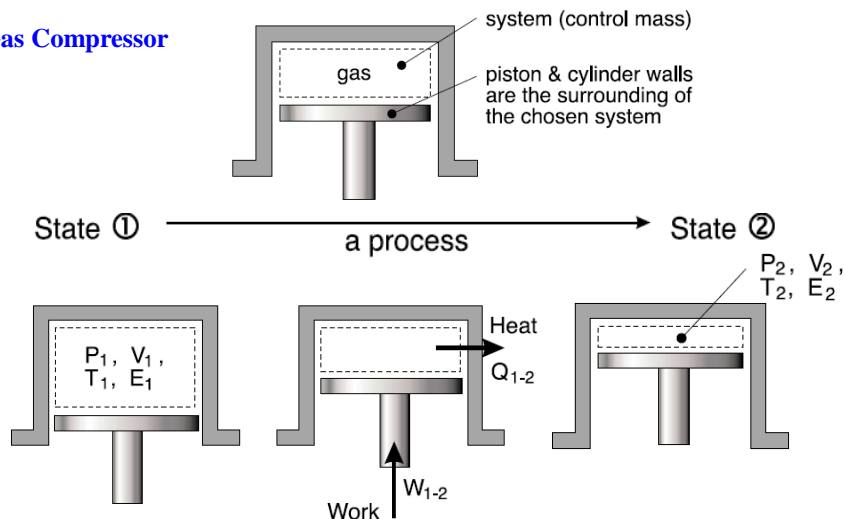 as Compressor
system (control mass)
gas
piston & cylinder walls
are the surrounding of
the chosen system
State ①
a process
State ②
P₂, V₂,
T₂, E₂
P₁, V₁,
T₁, E₁
Heat
Q₁₋₂
W₁₋₂
Work